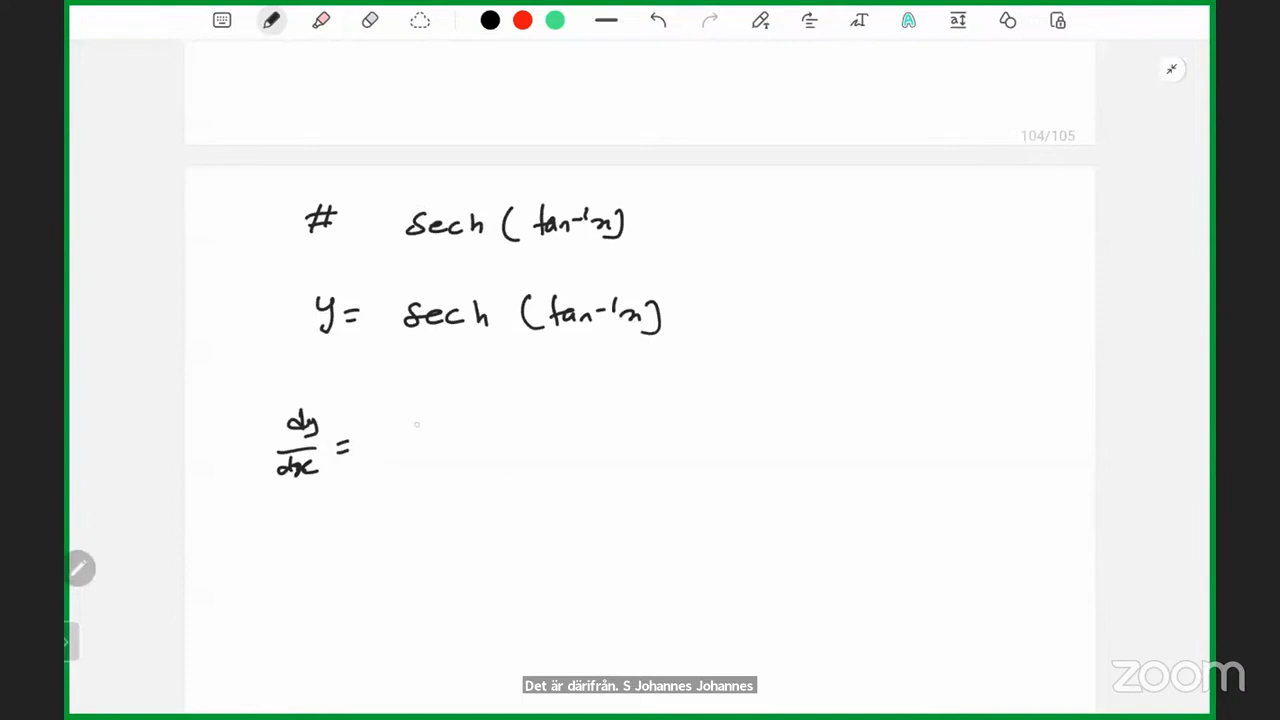 104/105
# sech (tan⁻¹x)
y = sech (tan⁻¹x)
dy
dx =
Det är därifrån. S Johannes Johannes
zoom